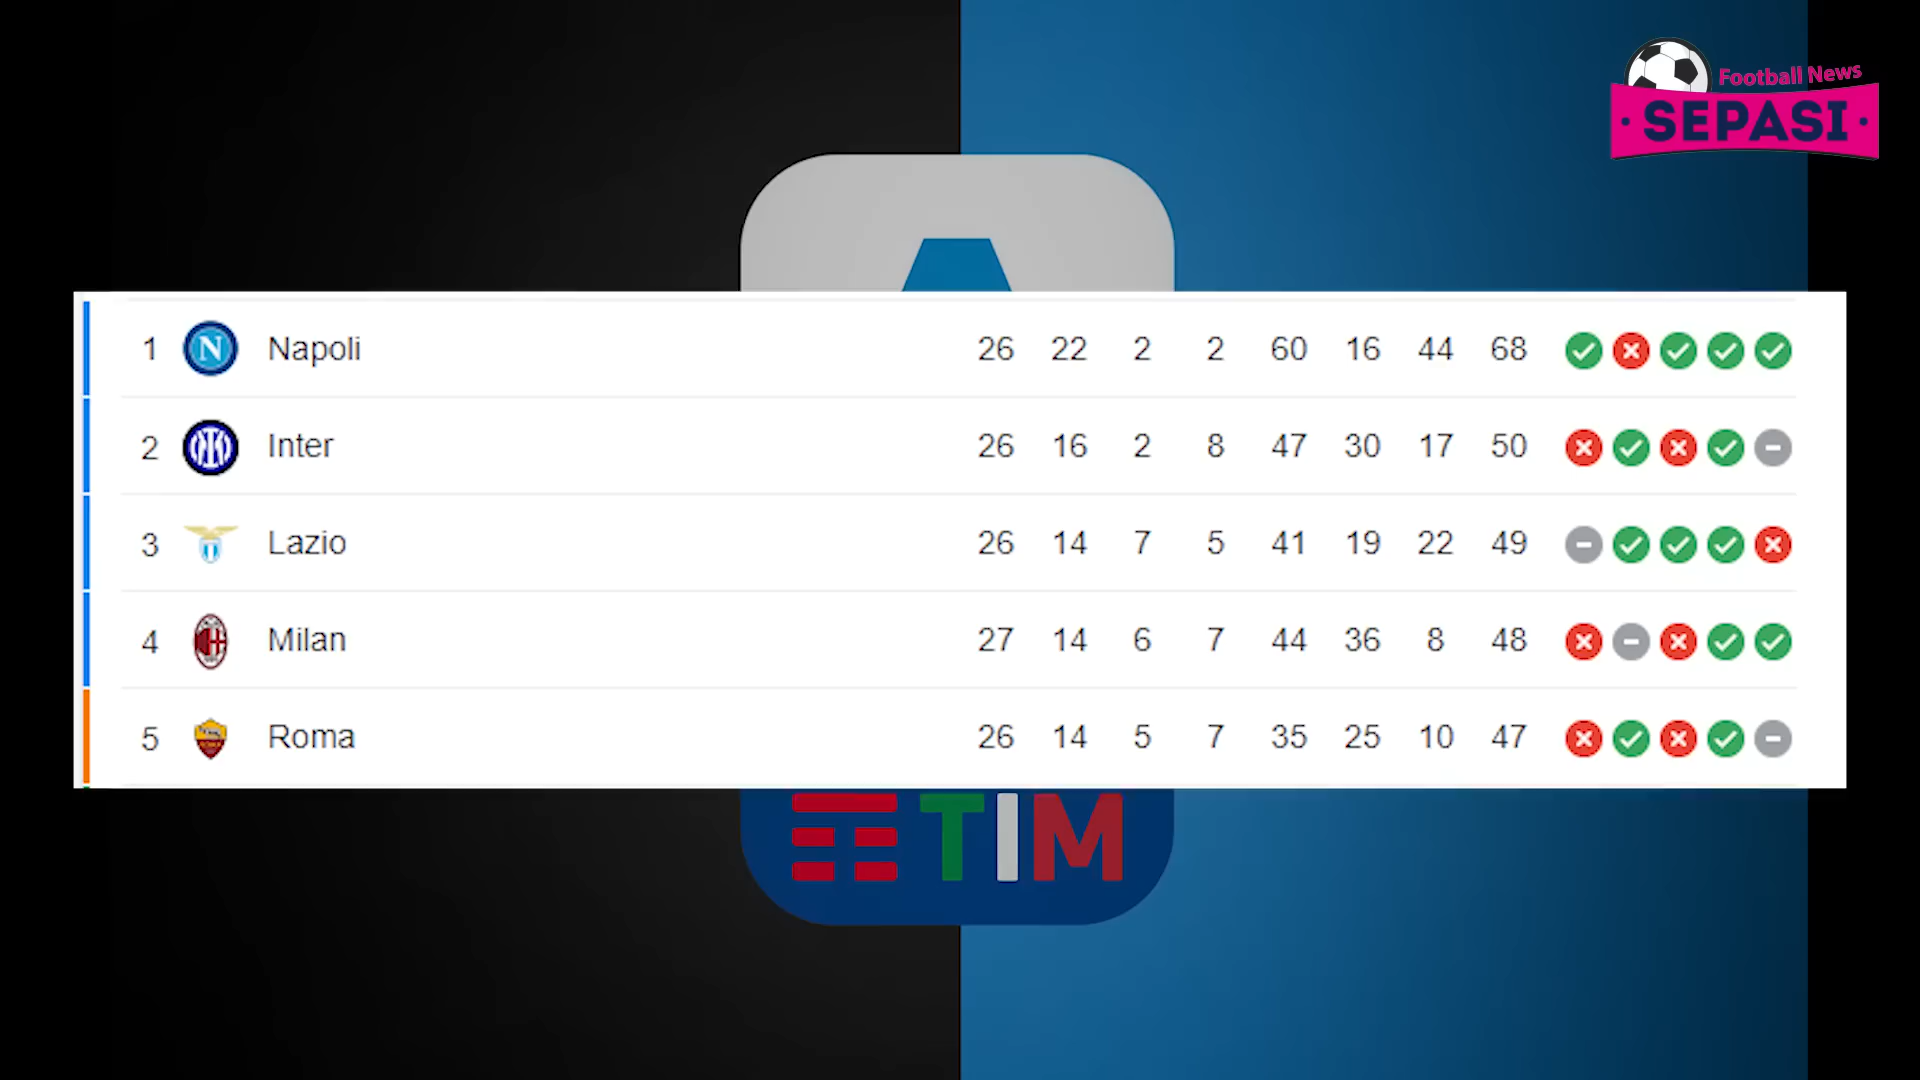 Football News
SEPASI
1 N Napoli 26 22 2 2 60 16 44 68
2 Inter 26 16 2 8 47 30 17 50
3 Lazio 26 14 7 5 41 19 22 49
4 Milan 27 14 6 7 44 36 8 48
5 Roma 26 14 5 7 35 25 10 47
TIM